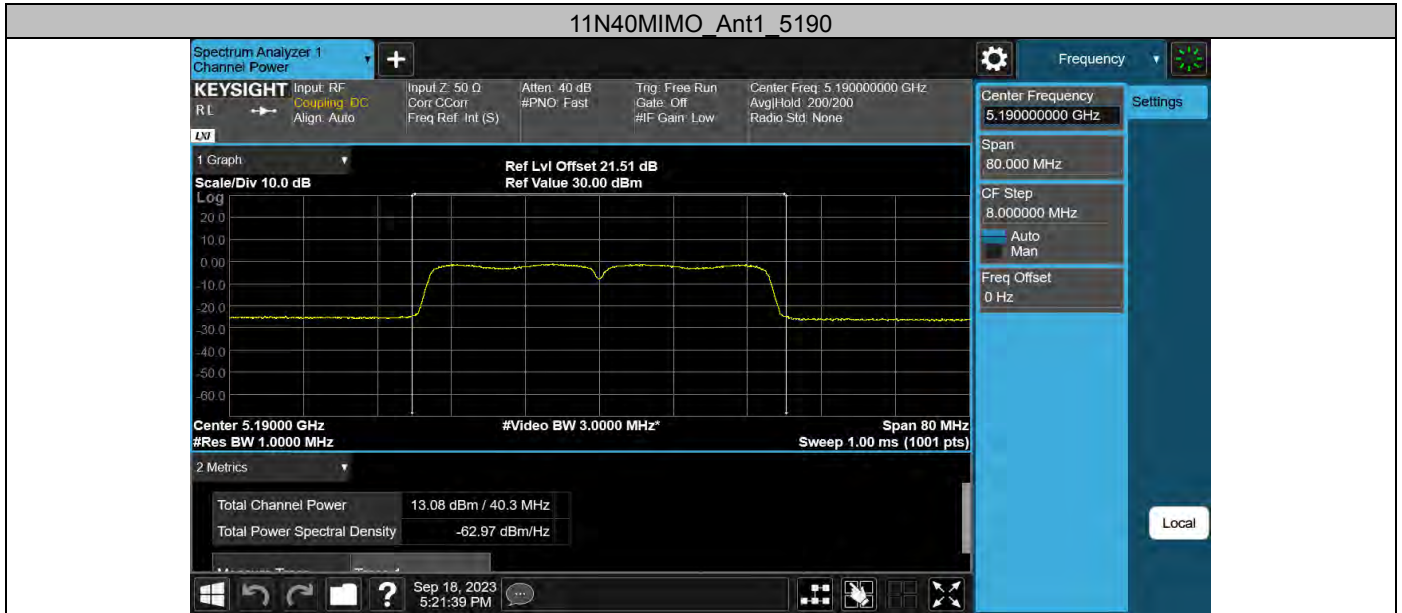 11N40MIMO_Ant1_5190
Spectrum Analyzer 1
Channel Power
+
Frequency
KEYSIGHT
RL
LXI
Input: RF
Coupling: DC
Align: Auto
Input Z: 50 Ω
Corr CCorr
Freq Ref: Int (S)
Atten: 40 dB
#PNO: Fast
Trig: Free Run
Gate: Off
#IF Gain: Low
Center Freq: 5.190000000 GHz
Avg|Hold: 200/200
Radio Std: None
Center Frequency
5.190000000 GHz
Settings
Span
80.000 MHz
CF Step
8.000000 MHz
Auto
Man
Freq Offset
0 Hz
Local
1 Graph
Scale/Div 10.0 dB
Ref Lvl Offset 21.51 dB
Ref Value 30.00 dBm
Log
20.0
10.0
0.00
-10.0
-20.0
-30.0
-40.0
-50.0
-60.0
Center 5.19000 GHz
#Res BW 1.0000 MHz
#Video BW 3.0000 MHz*
Span 80 MHz
Sweep 1.00 ms (1001 pts)
2 Metrics
Total Channel Power 13.08 dBm / 40.3 MHz
Total Power Spectral Density -62.97 dBm/Hz
?
Sep 18, 2023
5:21:39 PM